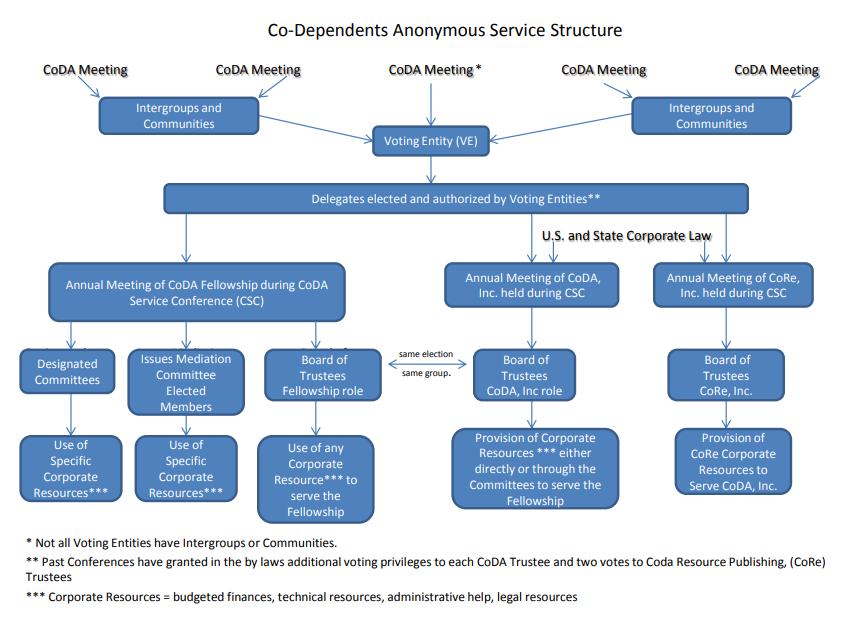 Co-Dependents Anonymous Service Structure
CoDA Meeting
CoDA Meeting
CoDA Meeting *
CoDA Meeting
CoDA Meeting
Intergroups and
Communities
Intergroups and
Communities
Voting Entity (VE)
Delegates elected and authorized by Voting Entities**
U.S. and State Corporate Law
Annual Meeting of CoDA Fellowship during CoDA
Service Conference (CSC)
Annual Meeting of CoDA,
Inc. held during CSC
Annual Meeting of CoRe,
Inc. held during CSC
Designated
Committees
Issues Mediation
Committee
Elected
Members
Board of
Trustees
Fellowship role
same election
same group.
Board of
Trustees
CoDA, Inc role
Board of
Trustees
CoRe, Inc.
Use of
Specific
Corporate
Resources***
Use of
Specific
Corporate
Resources***
Use of any
Corporate
Resource*** to
serve the
Fellowship
Provision of Corporate
Resources *** either
directly or through the
Committees to serve the
Fellowship
Provision of
CoRe Corporate
Resources to
Serve CoDA, Inc.
* Not all Voting Entities have Intergroups or Communities.
** Past Conferences have granted in the by laws additional voting privileges to each CoDA Trustee and two votes to Coda Resource Publishing, (CoRe)
Trustees
*** Corporate Resources = budgeted finances, technical resources, administrative help, legal resources